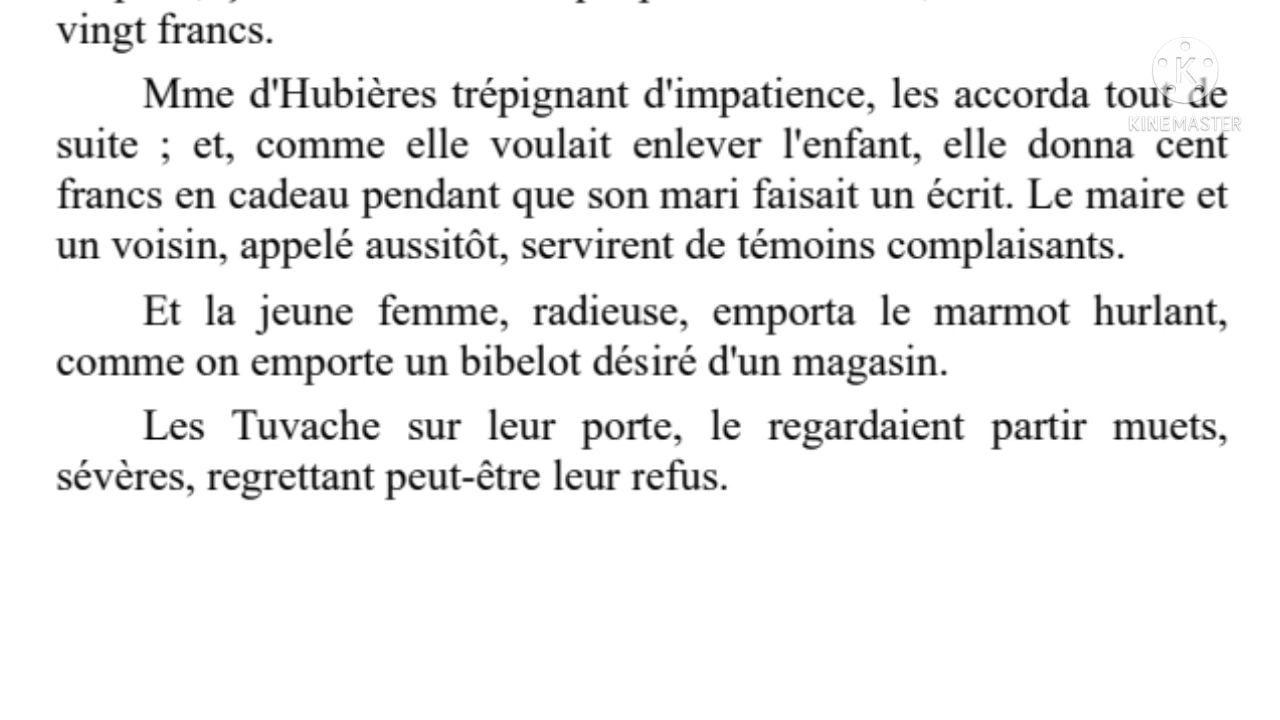 vingt francs.
Mme d'Hubières trépignant d'impatience, les accorda tout de
suite ; et, comme elle voulait enlever l'enfant, elle donna cent
francs en cadeau pendant que son mari faisait un écrit. Le maire et
un voisin, appelé aussitôt, servirent de témoins complaisants.
Et la jeune femme, radieuse, emporta le marmot hurlant,
comme on emporte un bibelot désiré d'un magasin.
Les Tuvache sur leur porte, le regardaient partir muets,
sévères, regrettant peut-être leur refus.
K
KINEMASTER